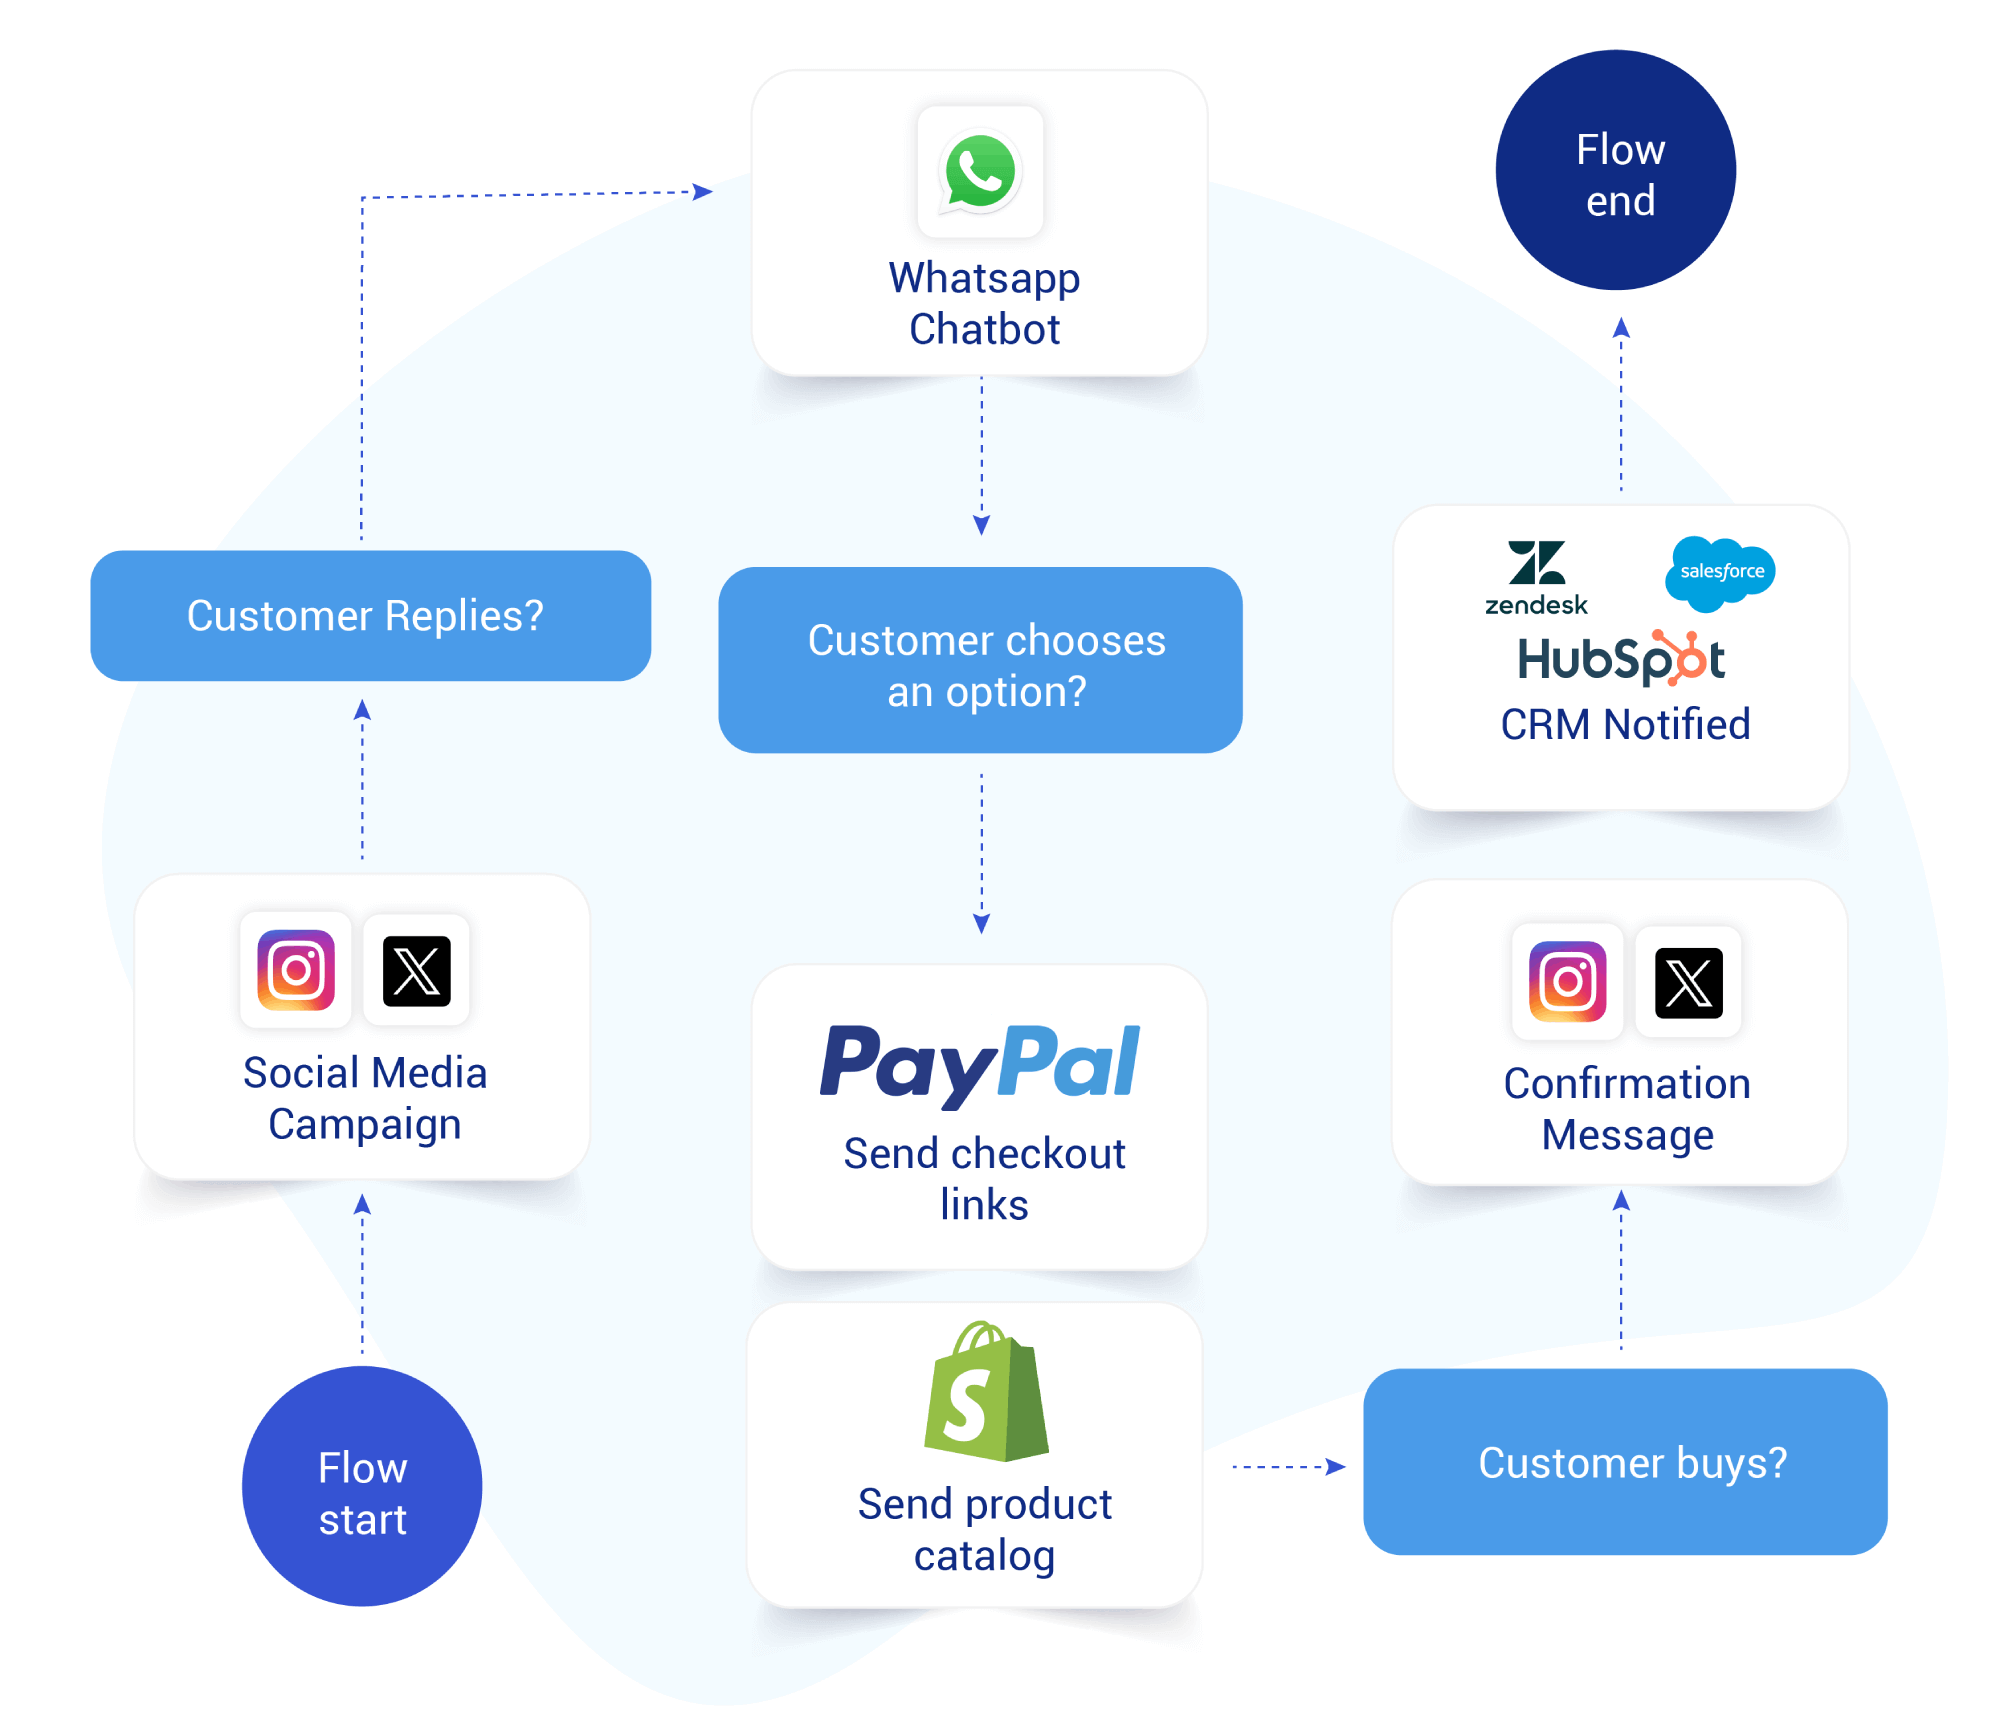 Whatsapp
Chatbot
Flow
end
Customer Replies?
Customer chooses
an option?
zendesk
salesforce
HubSpot
CRM Notified
Social Media
Campaign
PayPal
Send checkout
links
Confirmation
Message
Flow
start
S
Send product
catalog
Customer buys?